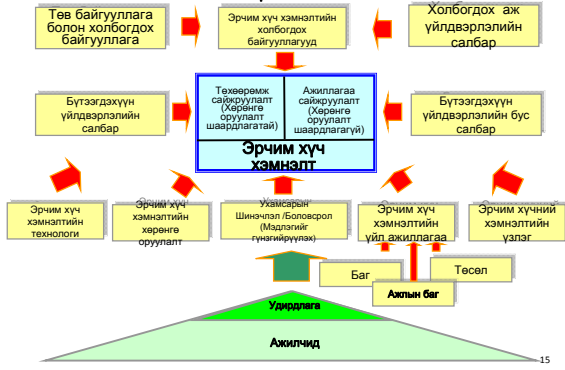 Төв байгууллага
болон холбогдох
байгууллага
Эрчим хүч хэмнэлтийн
холбогдох
байгууллагууд
Холбогдох аж
үйлдвэрлэлийн
салбар
Бүтээгдэхүүн
үйлдвэрлэлийн
салбар
Төхөөрөмж
сайжруулалт
(Хөрөнгө
оруулалт
шаардлагатай)
Ажиллагаа
сайжруулалт
(Хөрөнгө
оруулалт
шаардлагагүй)
Эрчим хүч
хэмнэлт
Бүтээгдэхүүн
үйлдвэрлэлийн бус
салбар
Эрчим хүч
хэмнэлтийн
технологи
Эрчим хүч
хэмнэлтийн
хөрөнгө
оруулалт
Ухамсарын
Шинэчлэл /Боловсрол
(Мэдлэгийг
гүнзгийрүүлэх)
Эрчим хүч
хэмнэлтийн
үйл ажиллагаа
Эрчим хүчний
хэмнэлтийн
үзлэг
Баг
Ажлын баг
Төсөл
Удирдлага
Ажилчид
15